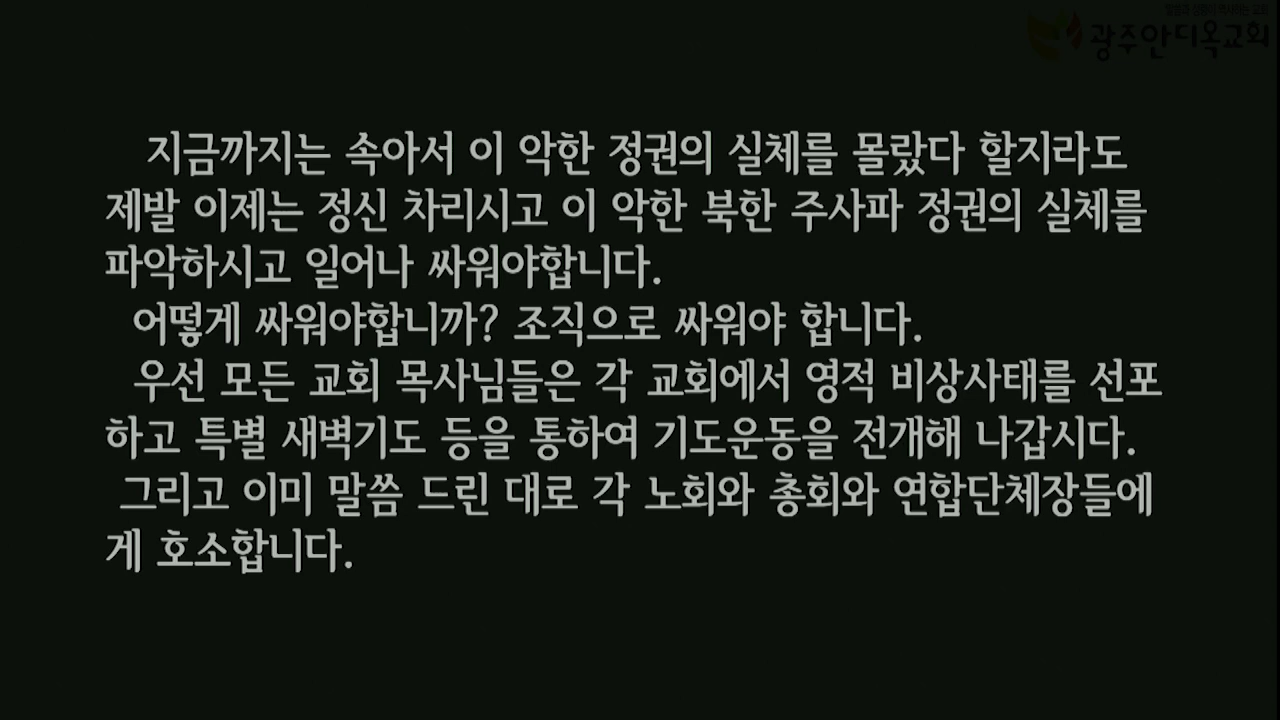 광주안디옥교회
지금까지는 속아서 이 악한 정권의 실체를 몰랐다 할지라도
제발 이제는 정신 차리시고 이 악한 북한 주사파 정권의 실체를
파악하시고 일어나 싸워야합니다.
어떻게 싸워야합니까? 조직으로 싸워야 합니다.
우선 모든 교회 목사님들은 각 교회에서 영적 비상사태를 선포
하고 특별 새벽기도 등을 통하여 기도운동을 전개해 나갑시다.
그리고 이미 말씀 드린 대로 각 노회와 총회와 연합단체장들에
게 호소합니다.